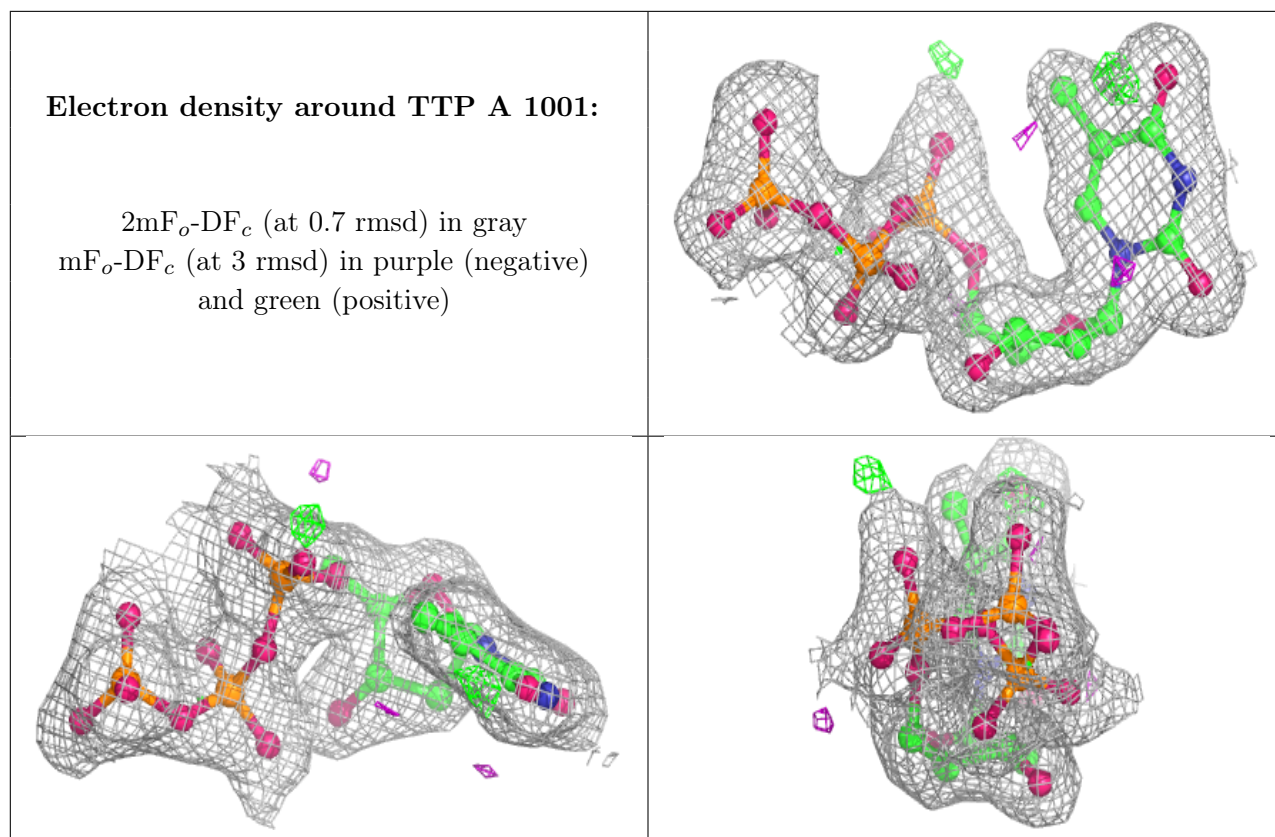 Electron density around TTP A 1001:
2mFo-DFc (at 0.7 rmsd) in gray
mFo-DFc (at 3 rmsd) in purple (negative)
and green (positive)